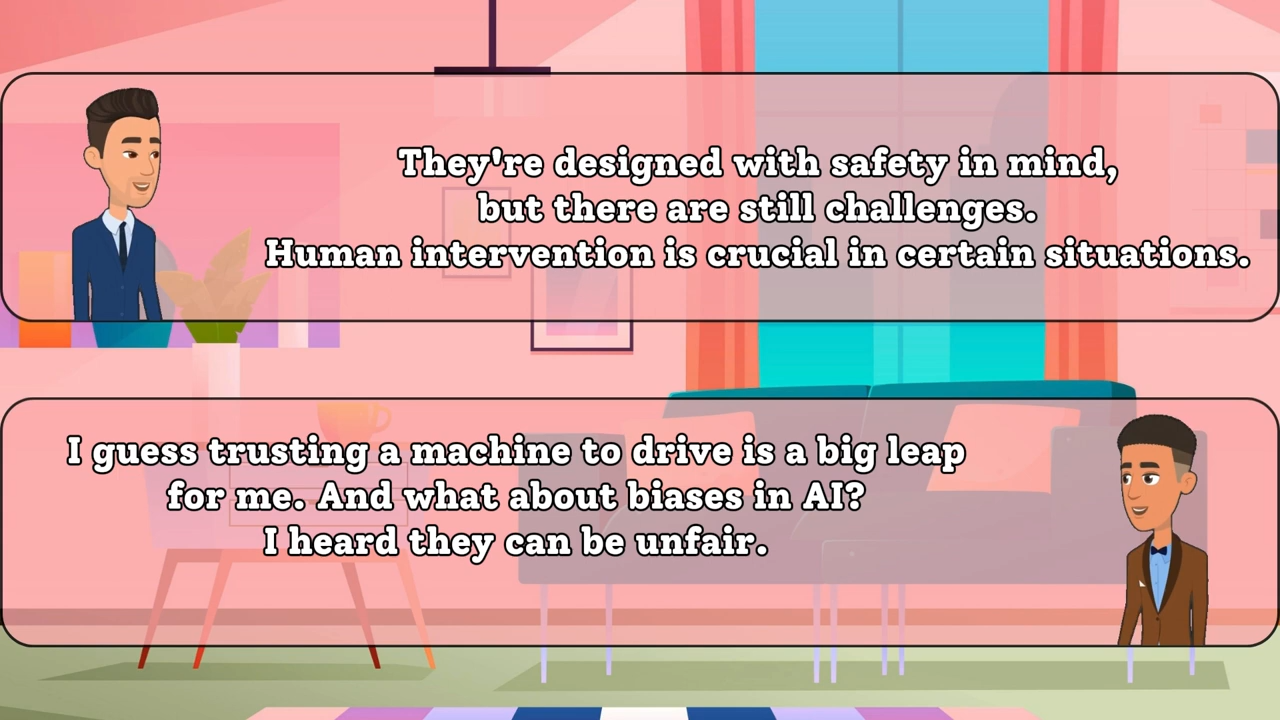 They're designed with safety in mind,
but there are still challenges.
Human intervention is crucial in certain situations.
I guess trusting a machine to drive is a big leap
for me. And what about biases in AI?
I heard they can be unfair.